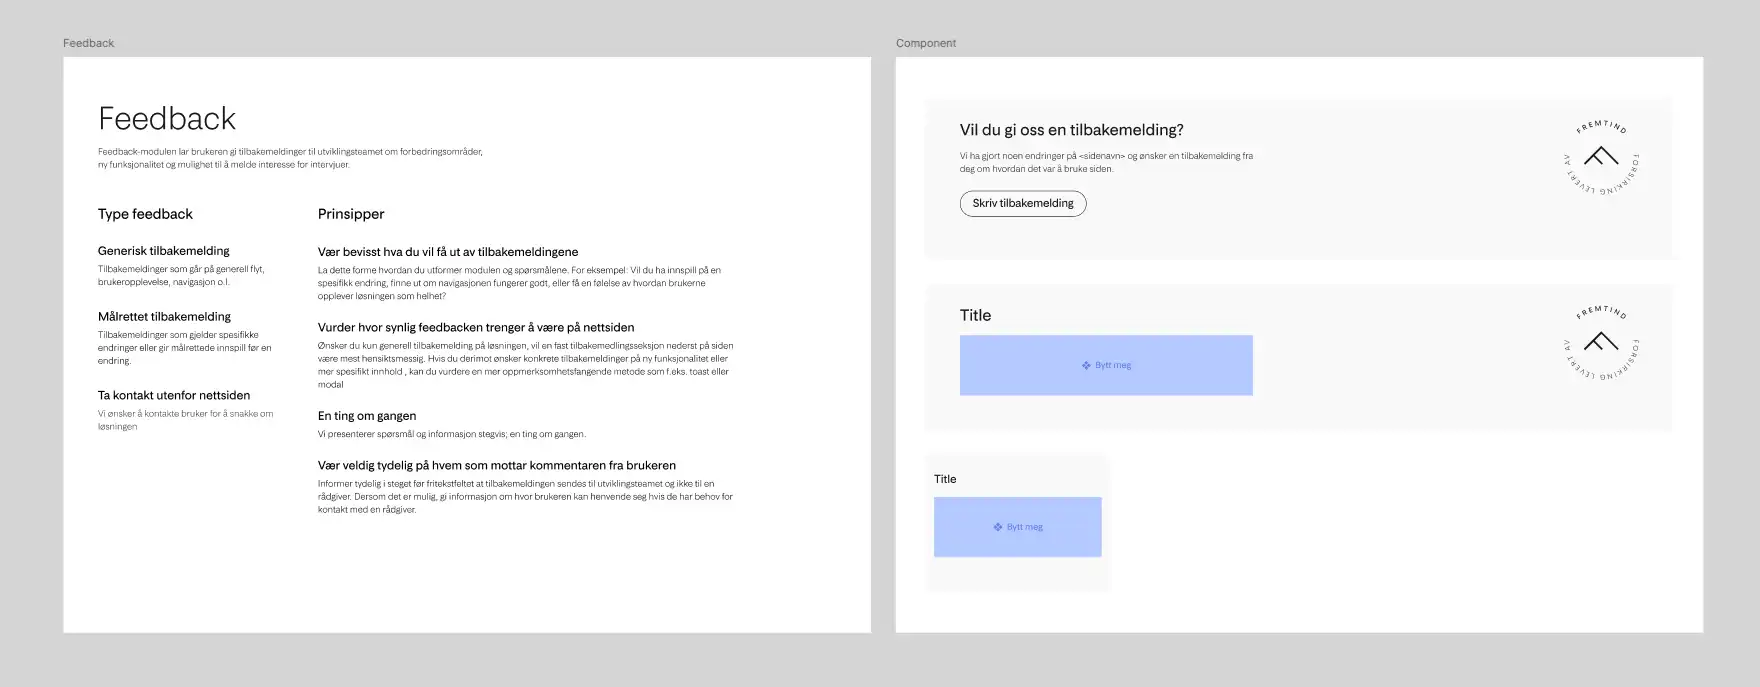 Feedback
Feedback
Feedback-modulen lar brukeren gi tilbakemeldinger til utviklingsteamet om forbedringsområder,
ny funksjonalitet og mulighet til å melde interesse for intervjuer.
Type feedback
Generisk tilbakemelding
Tilbakemeldinger som går på generell flyt,
brukeropplevelse, navigasjon o.l.
Målrettet tilbakemelding
Tilbakemeldinger som gjelder spesifikke
endringer eller gir målrettede innspill før en
endring.
Ta kontakt utenfor nettsiden
Vi ønsker å kontakte bruker for å snakke om
løsningen
Prinsipper
Vær bevisst hva du vil få ut av tilbakemeldingene
La dette forme hvordan du utformer modulen og spørsmålene. For eksempel: Vil du ha innspill på en
spesifikk endring, finne ut om navigasjonen fungerer godt, eller få en følelse av hvordan brukerne
opplever løsningen som helhet?
Vurder hvor synlig feedbacken trenger å være på nettsiden
Ønsker du kun generell tilbakemelding på løsningen, vil en fast tilbakemedlingsseksjon nederst på siden
være mest hensiktsmessig. Hvis du derimot ønsker konkrete tilbakemeldinger på ny funksjonalitet eller
mer spesifikt innhold , kan du vurdere en mer oppmerksomhetsfangende metode som f.eks. toast eller
modal
En ting om gangen
Vi presenterer spørsmål og informasjon stegvis; en ting om gangen.
Vær veldig tydelig på hvem som mottar kommentaren fra brukeren
Informer tydelig i steget før fritekstfeltet at tilbakemeldingen sendes til utviklingsteamet og ikke til en
rådgiver. Dersom det er mulig, gi informasjon om hvor brukeren kan henvende seg hvis de har behov for
kontakt med en rådgiver.
Component
Vil du gi oss en tilbakemelding?
Vi ha gjort noen endringer på <sidenavn> og ønsker en tilbakemelding fra
deg om hvordan det var å bruke siden.
Skriv tilbakemelding
FREMTIND
FORSIKRING LEVERT AV
Title
Bytt meg
FREMTIND
FORSIKRING LEVERT AV
Title
Bytt meg